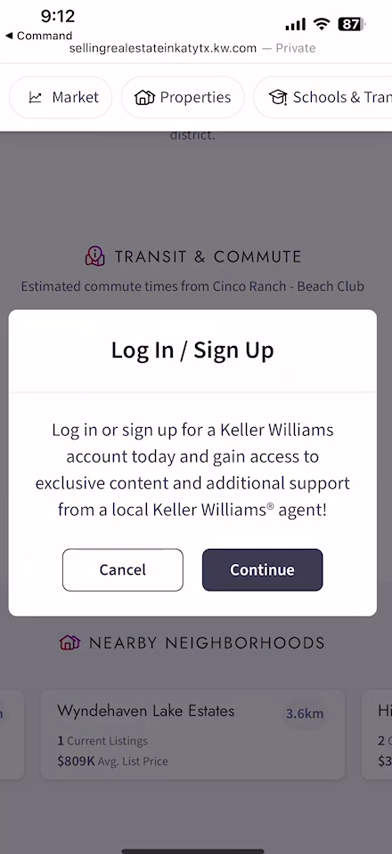 9:12
87
◀ Command
sellingrealestateinkatytx.kw.com — Private
Market
Properties
Schools & Tran
district.
TRANSIT & COMMUTE
Estimated commute times from Cinco Ranch - Beach Club
Log In / Sign Up
Log in or sign up for a Keller Williams
account today and gain access to
exclusive content and additional support
from a local Keller Williams® agent!
Cancel
Continue
NEARBY NEIGHBORHOODS
Wyndehaven Lake Estates
3.6km
Hi
1 Current Listings
2 C
$809K Avg. List Price
$3